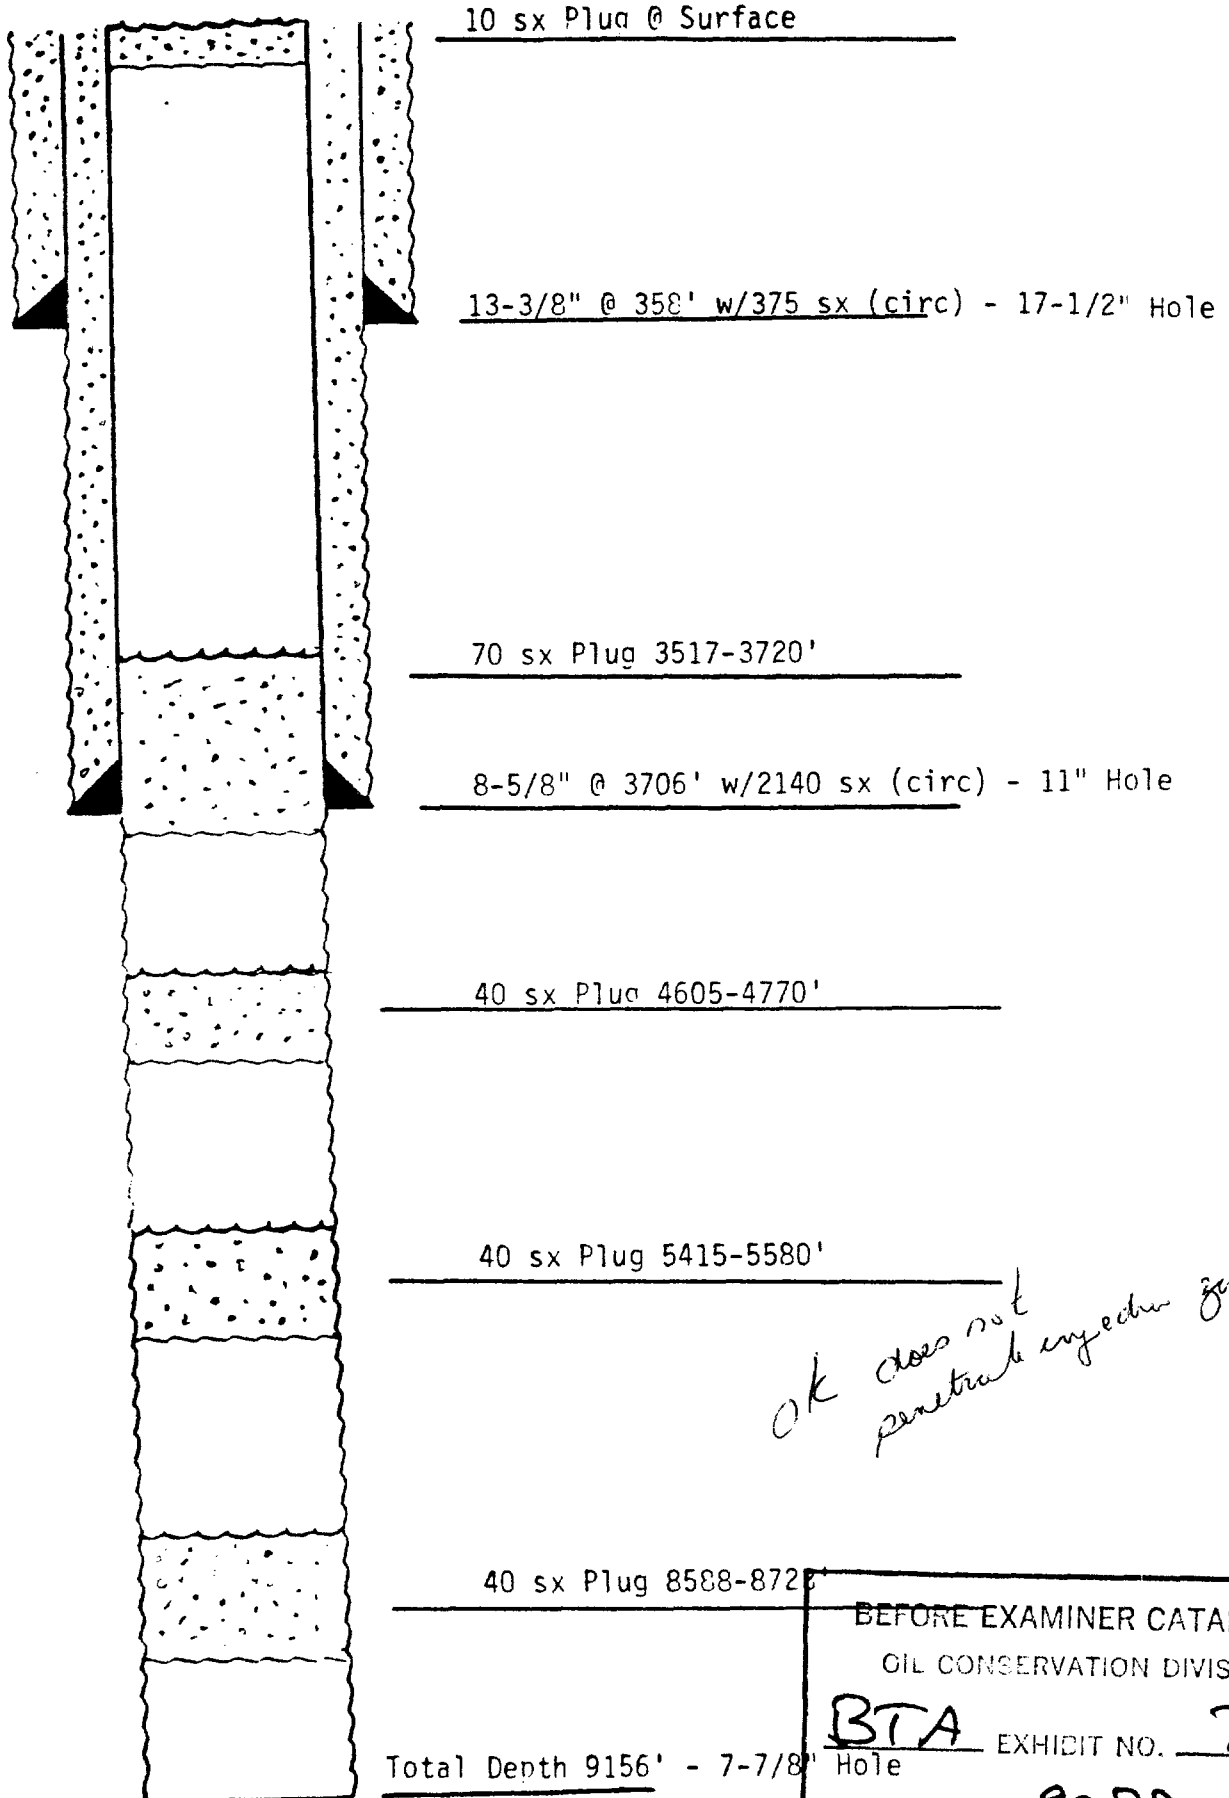 10 sx Plug @ Surface
13-3/8" @ 358' w/375 sx (circ) - 17-1/2" Hole
70 sx Plug 3517-3720'
8-5/8" @ 3706' w/2140 sx (circ) - 11" Hole
40 sx Plug 4605-4770'
40 sx Plug 5415-5580'
ok does not
penetrate injection
40 sx Plug 8588-8728'
BEFORE EXAMINER CATA
OIL CONSERVATION DIVIS
BTA EXHIBIT NO.
Total Depth 9156' - 7-7/8" Hole